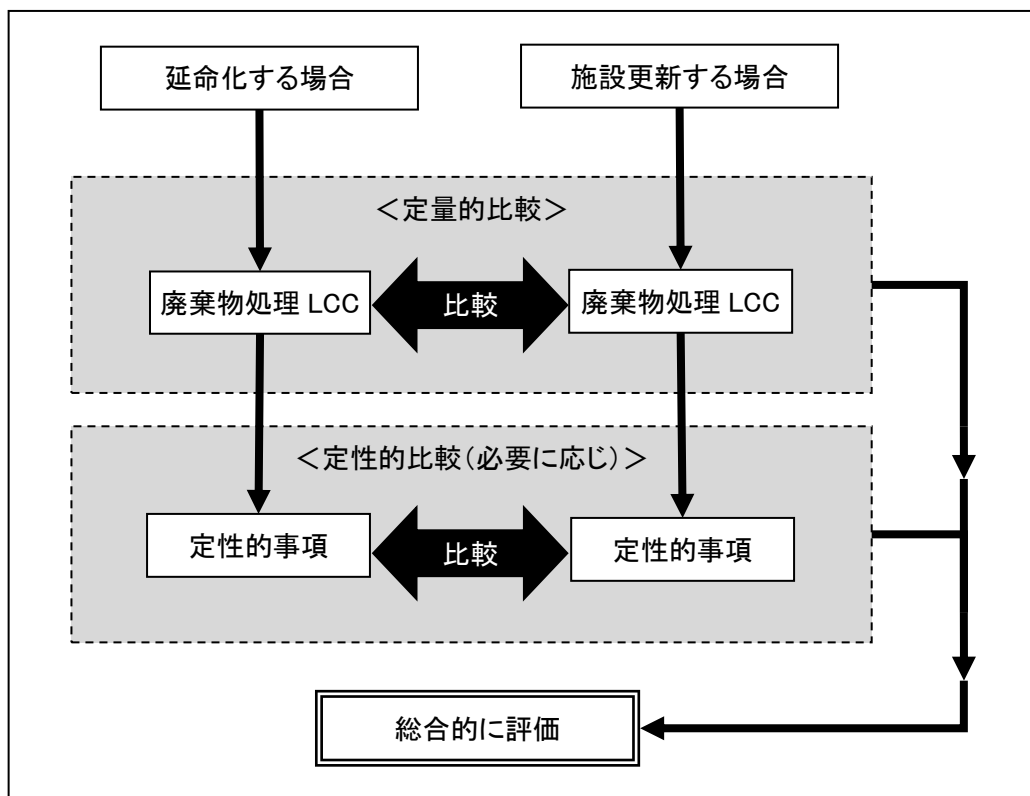 延命化する場合
施設更新する場合
＜定量的比較＞
廃棄物処理 LCC
比較
廃棄物処理 LCC
＜定性的比較（必要に応じ）＞
定性的事項
比較
定性的事項
総合的に評価